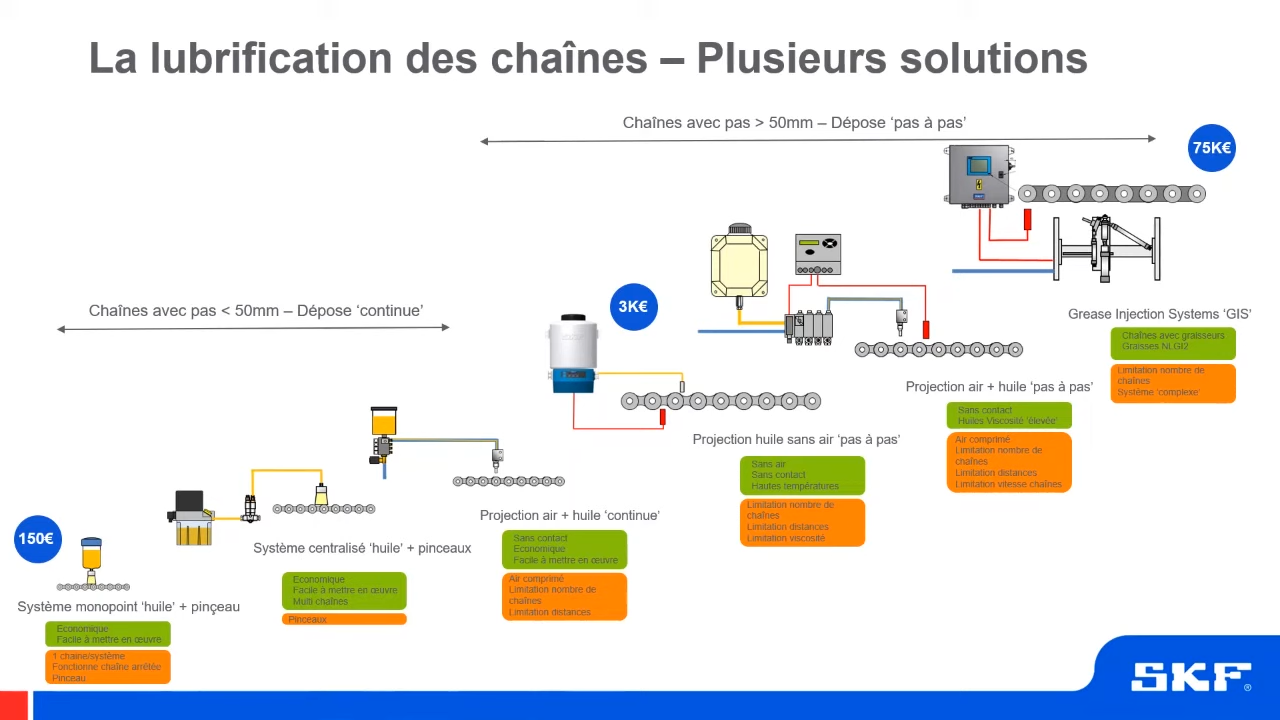 La lubrification des chaînes – Plusieurs solutions
Chaînes avec pas > 50mm – Dépose ‘pas à pas’
75K€
Chaînes avec pas < 50mm – Dépose ‘continue’
3K€
150€
Système monopoint ‘huile’ + pinçeau
Economique
Facile à mettre en œuvre
1 chaine/système
Fonctionne chaîne arrêtée
Pinceau
Système centralisé ‘huile’ + pinceaux
Economique
Facile à mettre en œuvre
Multi chaînes
Pinceaux
Projection air + huile ‘continue’
Sans contact
Economique
Facile à mettre en œuvre
Air comprimé
Limitation nombre de
chaînes
Limitation distances
Projection huile sans air ‘pas à pas’
Sans air
Sans contact
Hautes températures
Limitation nombre de
chaînes
Limitation distances
Limitation viscosité
Projection air + huile ‘pas à pas’
Sans contact
Huiles Viscosité ‘élevée’
Air comprimé
Limitation nombre de
chaînes
Limitation distances
Limitation vitesse chaînes
Grease Injection Systems ‘GIS’
Chaînes avec graisseurs
Graisses NLGI2
Limitation nombre de
chaînes
Système ‘complexe’
SKF®